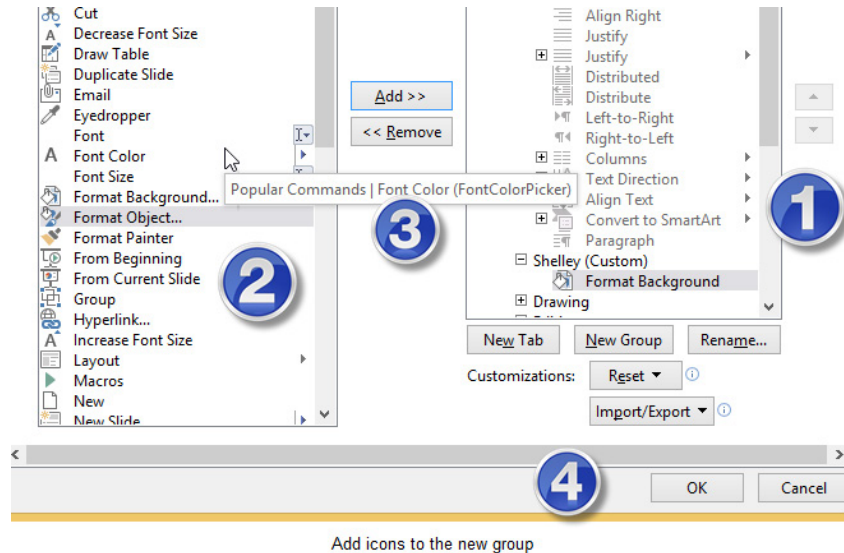 Cut
Decrease Font Size
Draw Table
Duplicate Slide
Email
Eyedropper
Font
Font Color
Font Size
Format Background...
Format Object...
Format Painter
From Beginning
From Current Slide
Group
Hyperlink...
Increase Font Size
Layout
Macros
New
New Slide
Add >>
<< Remove
Popular Commands | Font Color (FontColorPicker)
Align Right
Justify
Justify
Distributed
Distribute
Left-to-Right
Right-to-Left
Columns
Text Direction
Align Text
Convert to SmartArt
Paragraph
Shelley (Custom)
Format Background
Drawing
1
2
3
New Tab
New Group
Rename...
Customizations:
Reset
Import/Export
4
OK
Cancel
Add icons to the new group